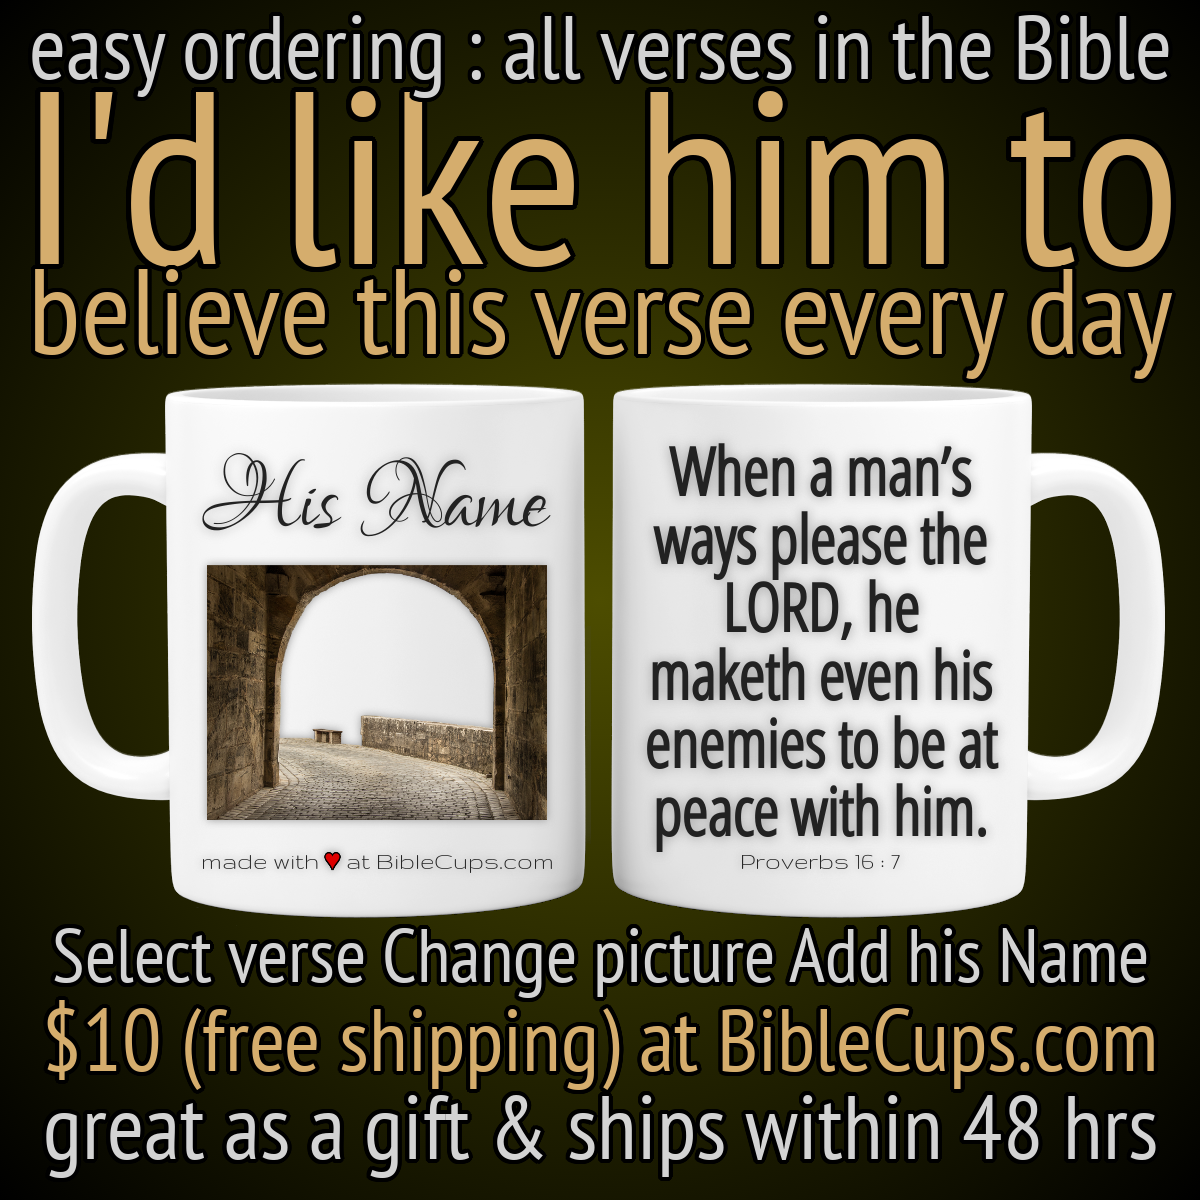 easy ordering : all verses in the Bible
I'd like him to
believe this verse every day
His Name
made with ❤ at BibleCups.com
When a man’s
ways please the
LORD, he
maketh even his
enemies to be at
peace with him.
Proverbs 16 : 7
Select verse Change picture Add his Name
$10 (free shipping) at BibleCups.com
great as a gift & ships within 48 hrs